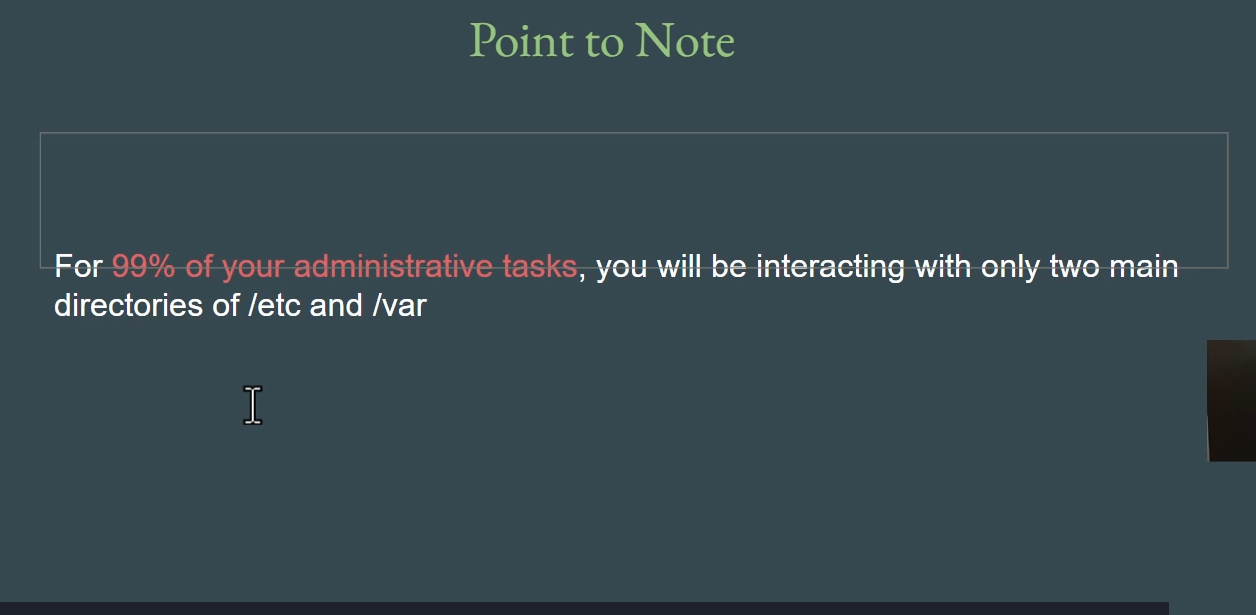 Point to Note
For 99% of your administrative tasks, you will be interacting with only two main
directories of /etc and /var